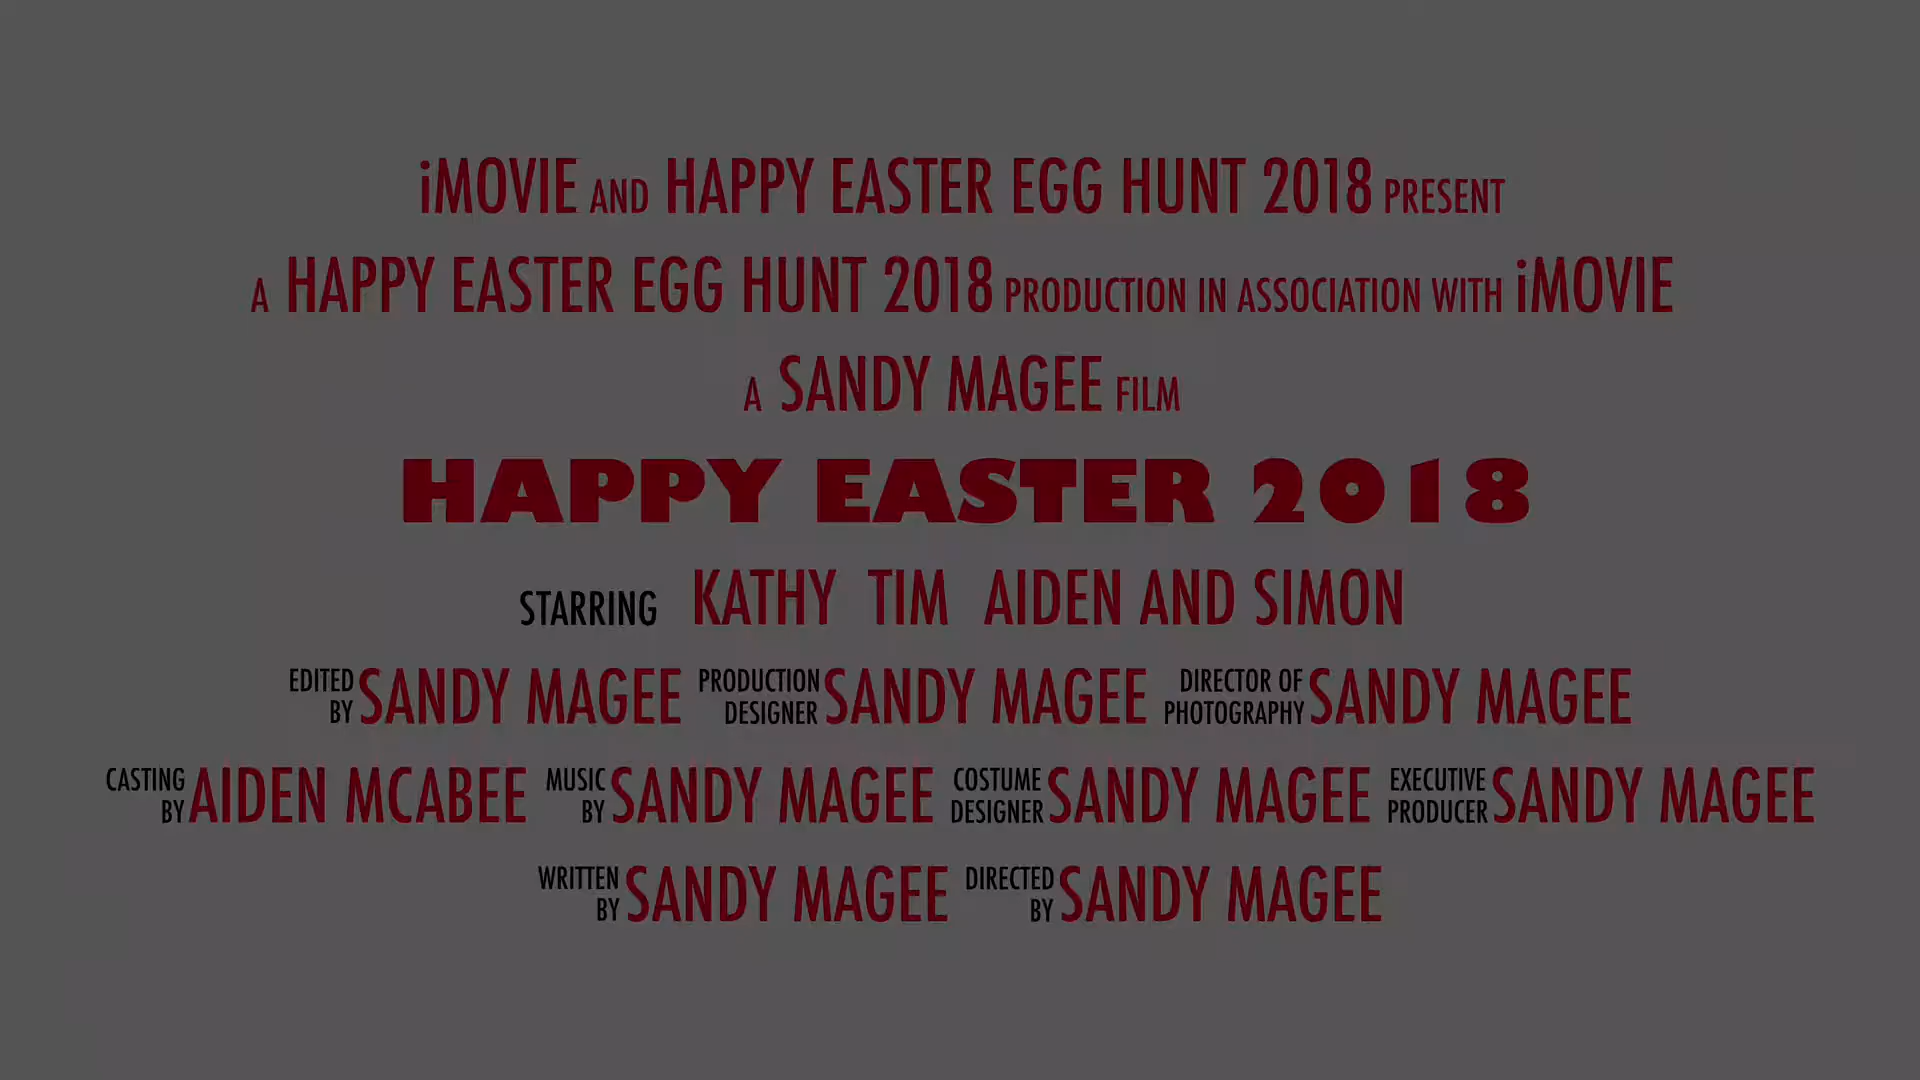 iMOVIE AND HAPPY EASTER EGG HUNT 2018 PRESENT
A HAPPY EASTER EGG HUNT 2018 PRODUCTION IN ASSOCIATION WITH iMOVIE
A SANDY MAGEE FILM
HAPPY EASTER 2018
STARRING KATHY TIM AIDEN AND SIMON
EDITED BY SANDY MAGEE PRODUCTION DESIGNER SANDY MAGEE DIRECTOR OF PHOTOGRAPHY SANDY MAGEE
CASTING BY AIDEN MCABEE MUSIC BY SANDY MAGEE COSTUME DESIGNER SANDY MAGEE EXECUTIVE PRODUCER SANDY MAGEE
WRITTEN BY SANDY MAGEE DIRECTED BY SANDY MAGEE